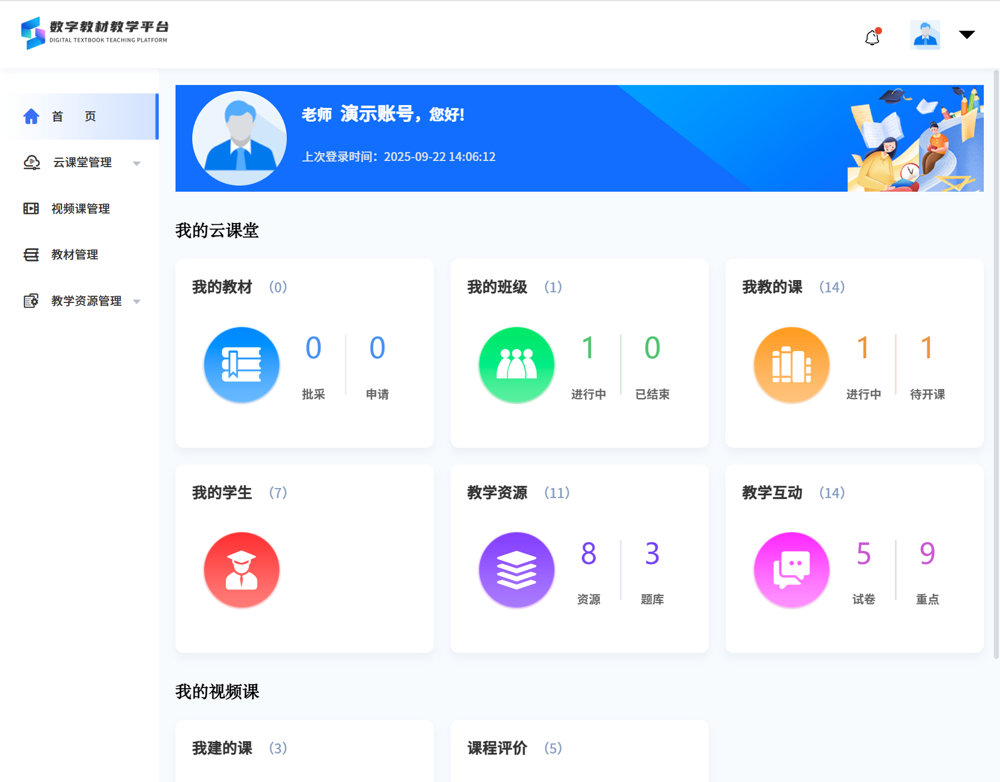 数字教材教学平台
DIGITAL TEXTBOOK TEACHING PLATFORM
首 页
云课堂管理
视频课管理
教材管理
教学资源管理
老师 演示账号，您好!
上次登录时间：2025-09-22 14:06:12
我的云课堂
我的教材 （0）
0 0
批采 申请
我的班级 （1）
1 0
进行中 已结束
我教的课 （14）
1 1
进行中 待开课
我的学生 （7）
教学资源 （11）
8 3
资源 题库
教学互动 （14）
5 9
试卷 重点
我的视频课
我建的课 （3）
课程评价 （5）